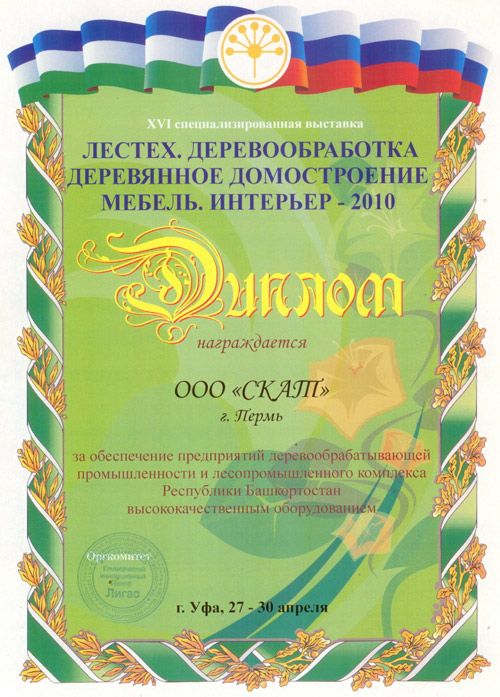 XVI специализированная выставка
ЛЕСТЕХ. ДЕРЕВООБРАБОТКА
ДЕРЕВЯННОЕ ДОМОСТРОЕНИЕ
МЕБЕЛЬ. ИНТЕРЬЕР - 2010
Диплом
награждается
ООО «СКАТ»
г. Пермь
за обеспечение предприятий деревообрабатывающей
промышленности и лесопромышленного комплекса
Республики Башкортостан
высококачественным оборудованием
Оргкомитет
Лигас
г. Уфа, 27 - 30 апреля